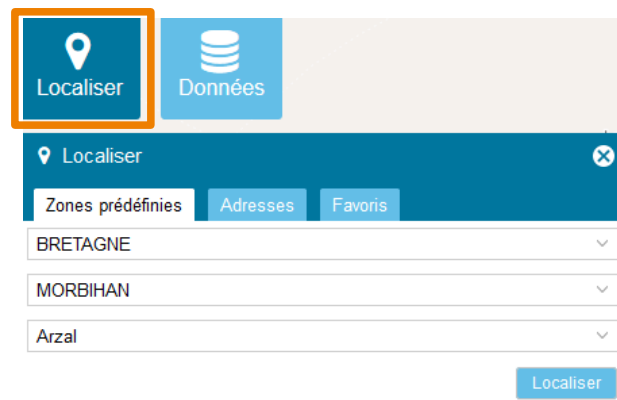 Localiser Données
Localiser
Zones prédéfinies Adresses Favoris
BRETAGNE
MORBIHAN
Arzal
Localiser